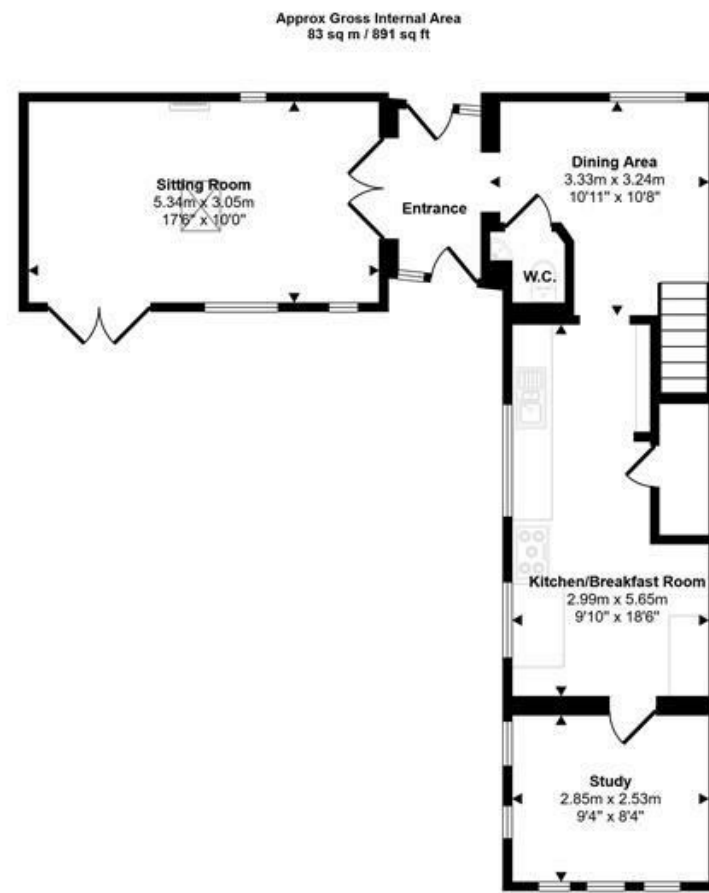 Approx Gross Internal Area
83 sq m / 891 sq ft
Sitting Room
5.34m x 3.05m
17'6" x 10'0"
Entrance
Dining Area
3.33m x 3.24m
10'11" x 10'8"
W.C.
Kitchen/Breakfast Room
2.99m x 5.65m
9'10" x 18'6"
Study
2.85m x 2.53m
9'4" x 8'4"